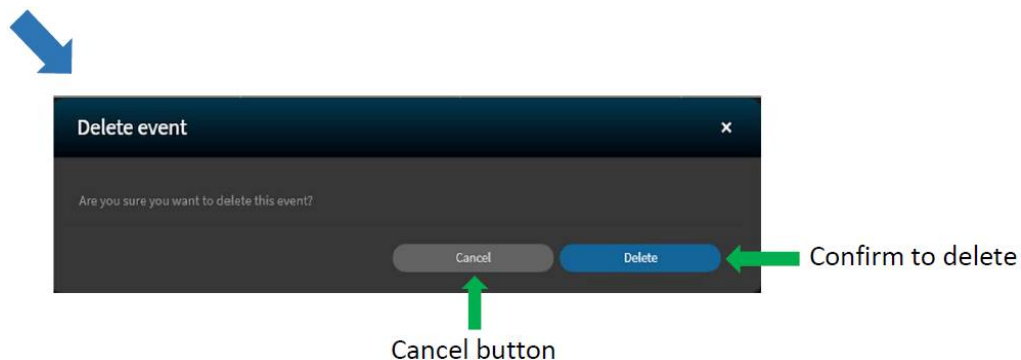 Delete event
×
Are you sure you want to delete this event?
Cancel
Delete
Confirm to delete
Cancel button